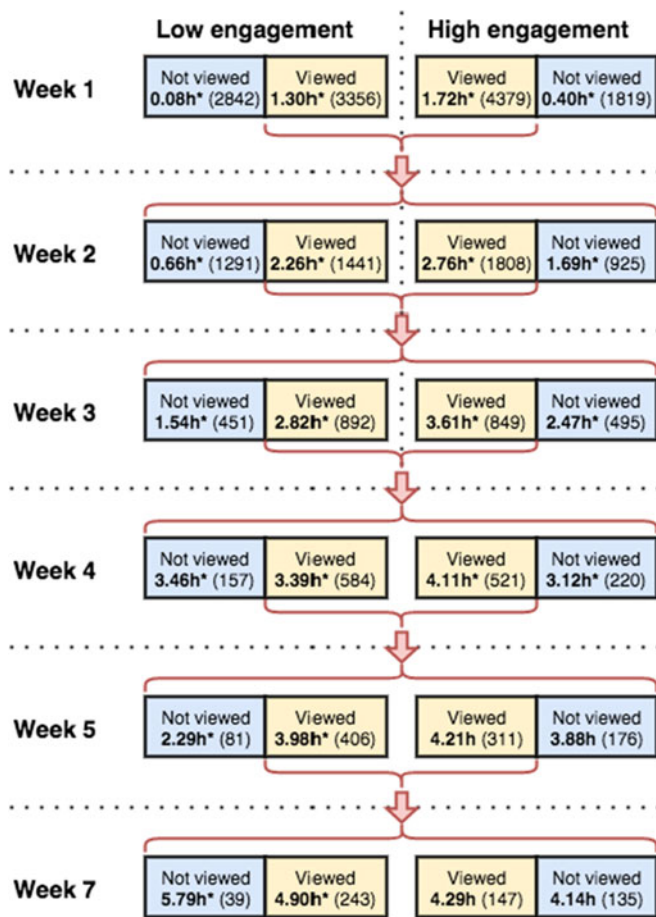 Low engagement
High engagement
Week 1
Not viewed
0.08h* (2842)
Viewed
1.30h* (3356)
Viewed
1.72h* (4379)
Not viewed
0.40h* (1819)
Week 2
Not viewed
0.66h* (1291)
Viewed
2.26h* (1441)
Viewed
2.76h* (1808)
Not viewed
1.69h* (925)
Week 3
Not viewed
1.54h* (451)
Viewed
2.82h* (892)
Viewed
3.61h* (849)
Not viewed
2.47h* (495)
Week 4
Not viewed
3.46h* (157)
Viewed
3.39h* (584)
Viewed
4.11h* (521)
Not viewed
3.12h* (220)
Week 5
Not viewed
2.29h* (81)
Viewed
3.98h* (406)
Viewed
4.21h (311)
Not viewed
3.88h (176)
Week 7
Not viewed
5.79h* (39)
Viewed
4.90h* (243)
Viewed
4.29h (147)
Not viewed
4.14h (135)